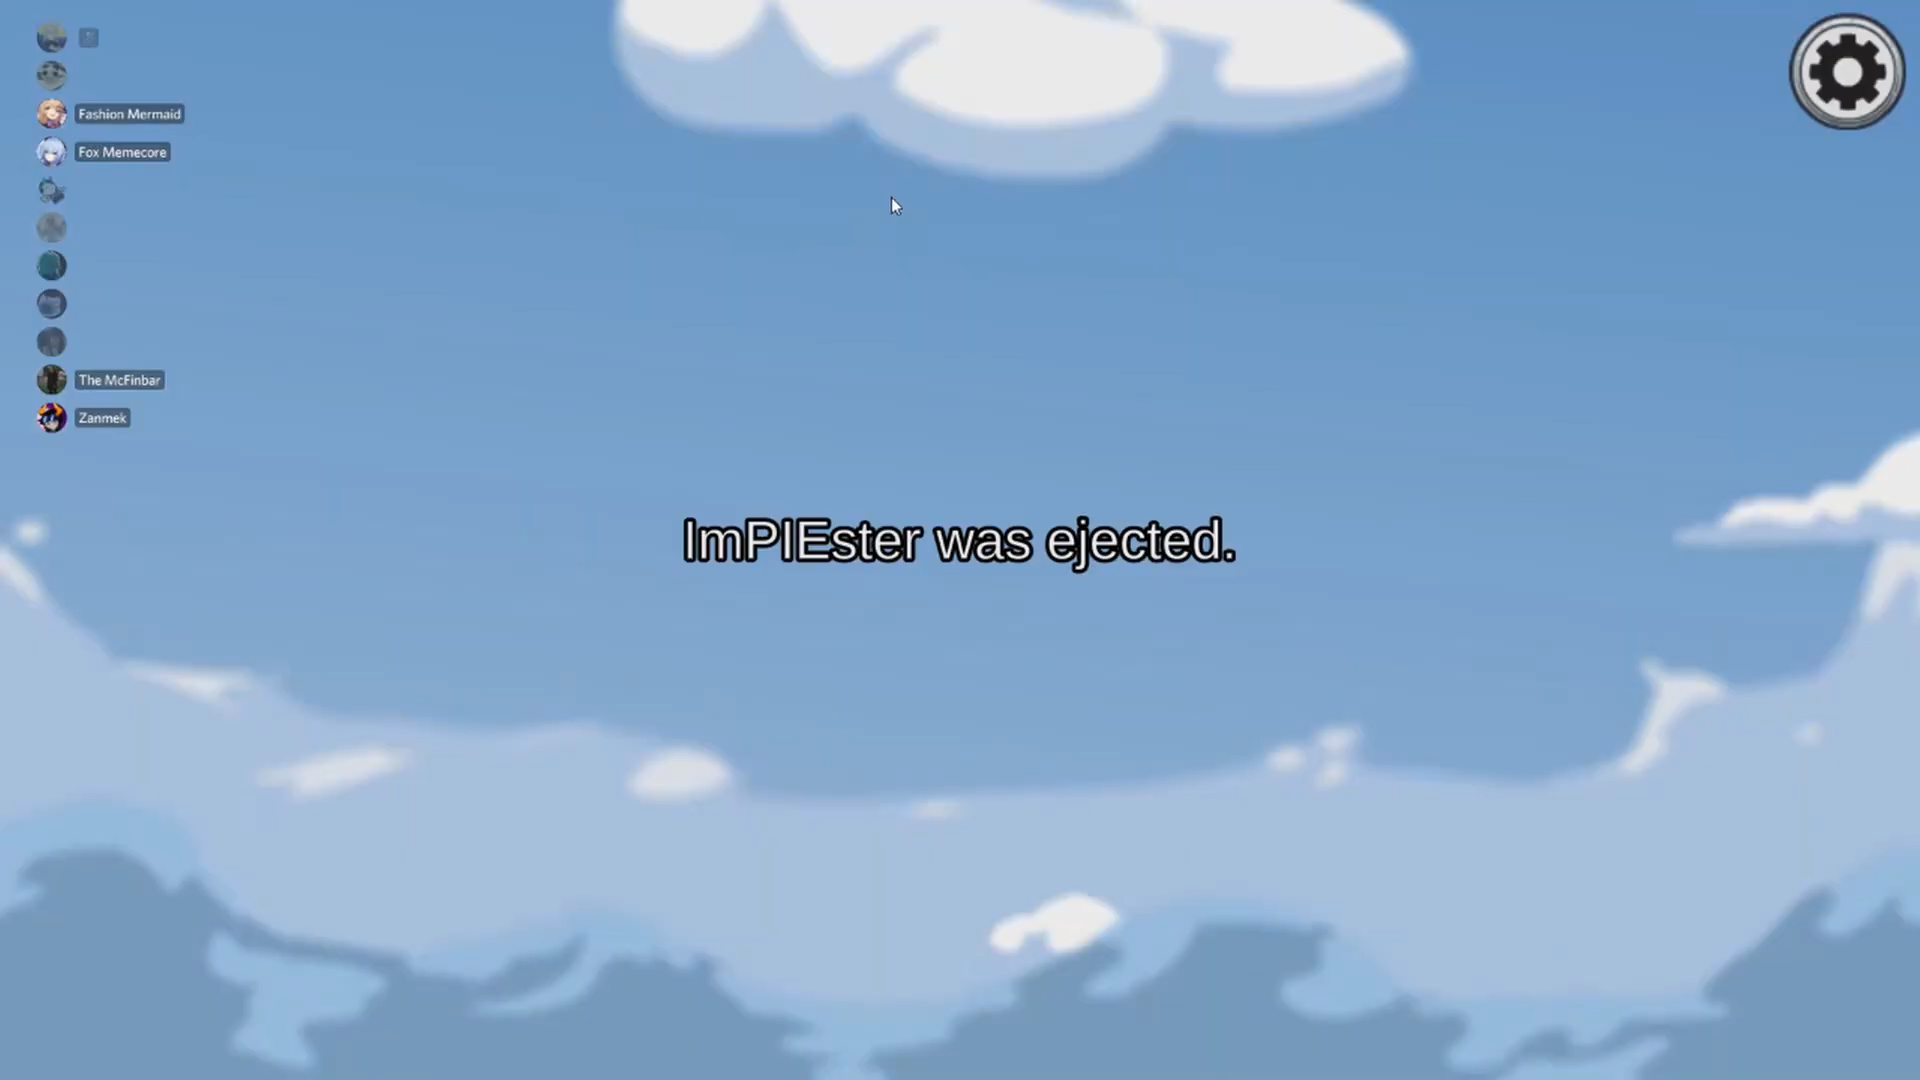 Fashion Mermaid
Fox Memecore
The McFinbar
Zanmek
ImPIEster was ejected.